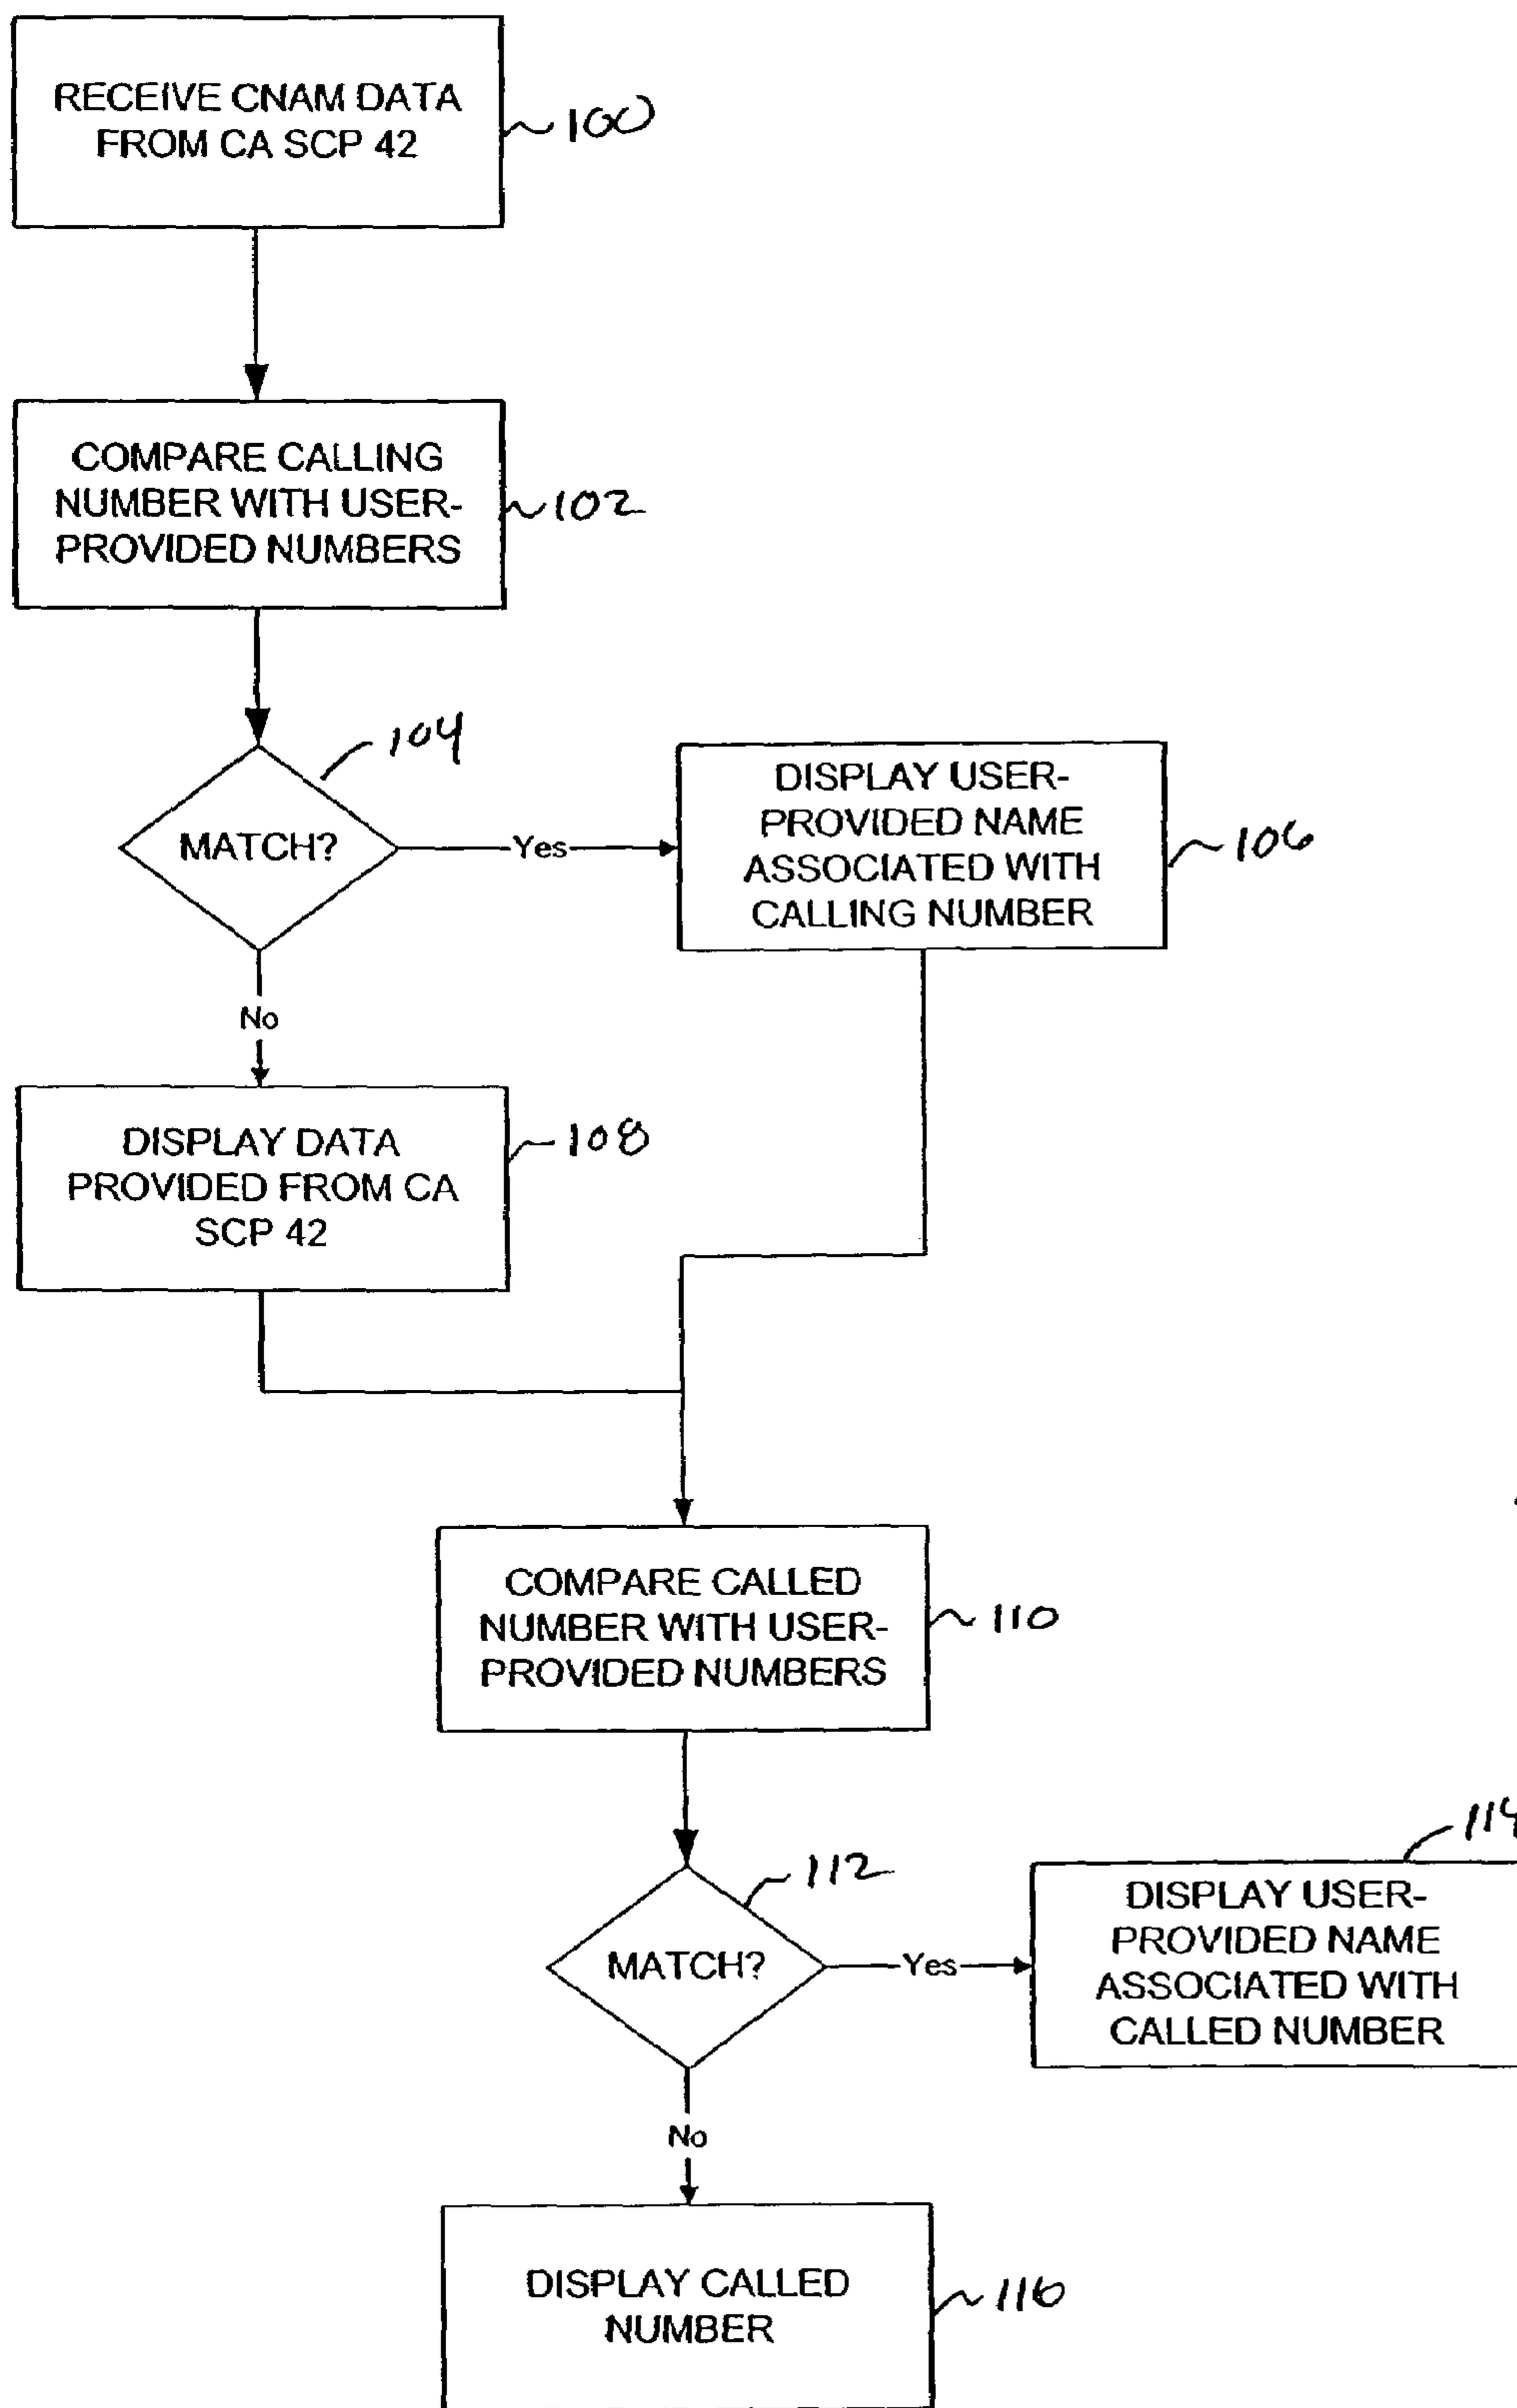 RECEIVE CNAM DATA
FROM CA SCP 42
100
COMPARE CALLING
NUMBER WITH USER-
PROVIDED NUMBERS
102
104
MATCH?
Yes
DISPLAY USER-
PROVIDED NAME
ASSOCIATED WITH
CALLING NUMBER
106
No
DISPLAY DATA
PROVIDED FROM CA
SCP 42
108
COMPARE CALLED
NUMBER WITH USER-
PROVIDED NUMBERS
110
112
MATCH?
Yes
114
DISPLAY USER-
PROVIDED NAME
ASSOCIATED WITH
CALLED NUMBER
No
DISPLAY CALLED
NUMBER
116